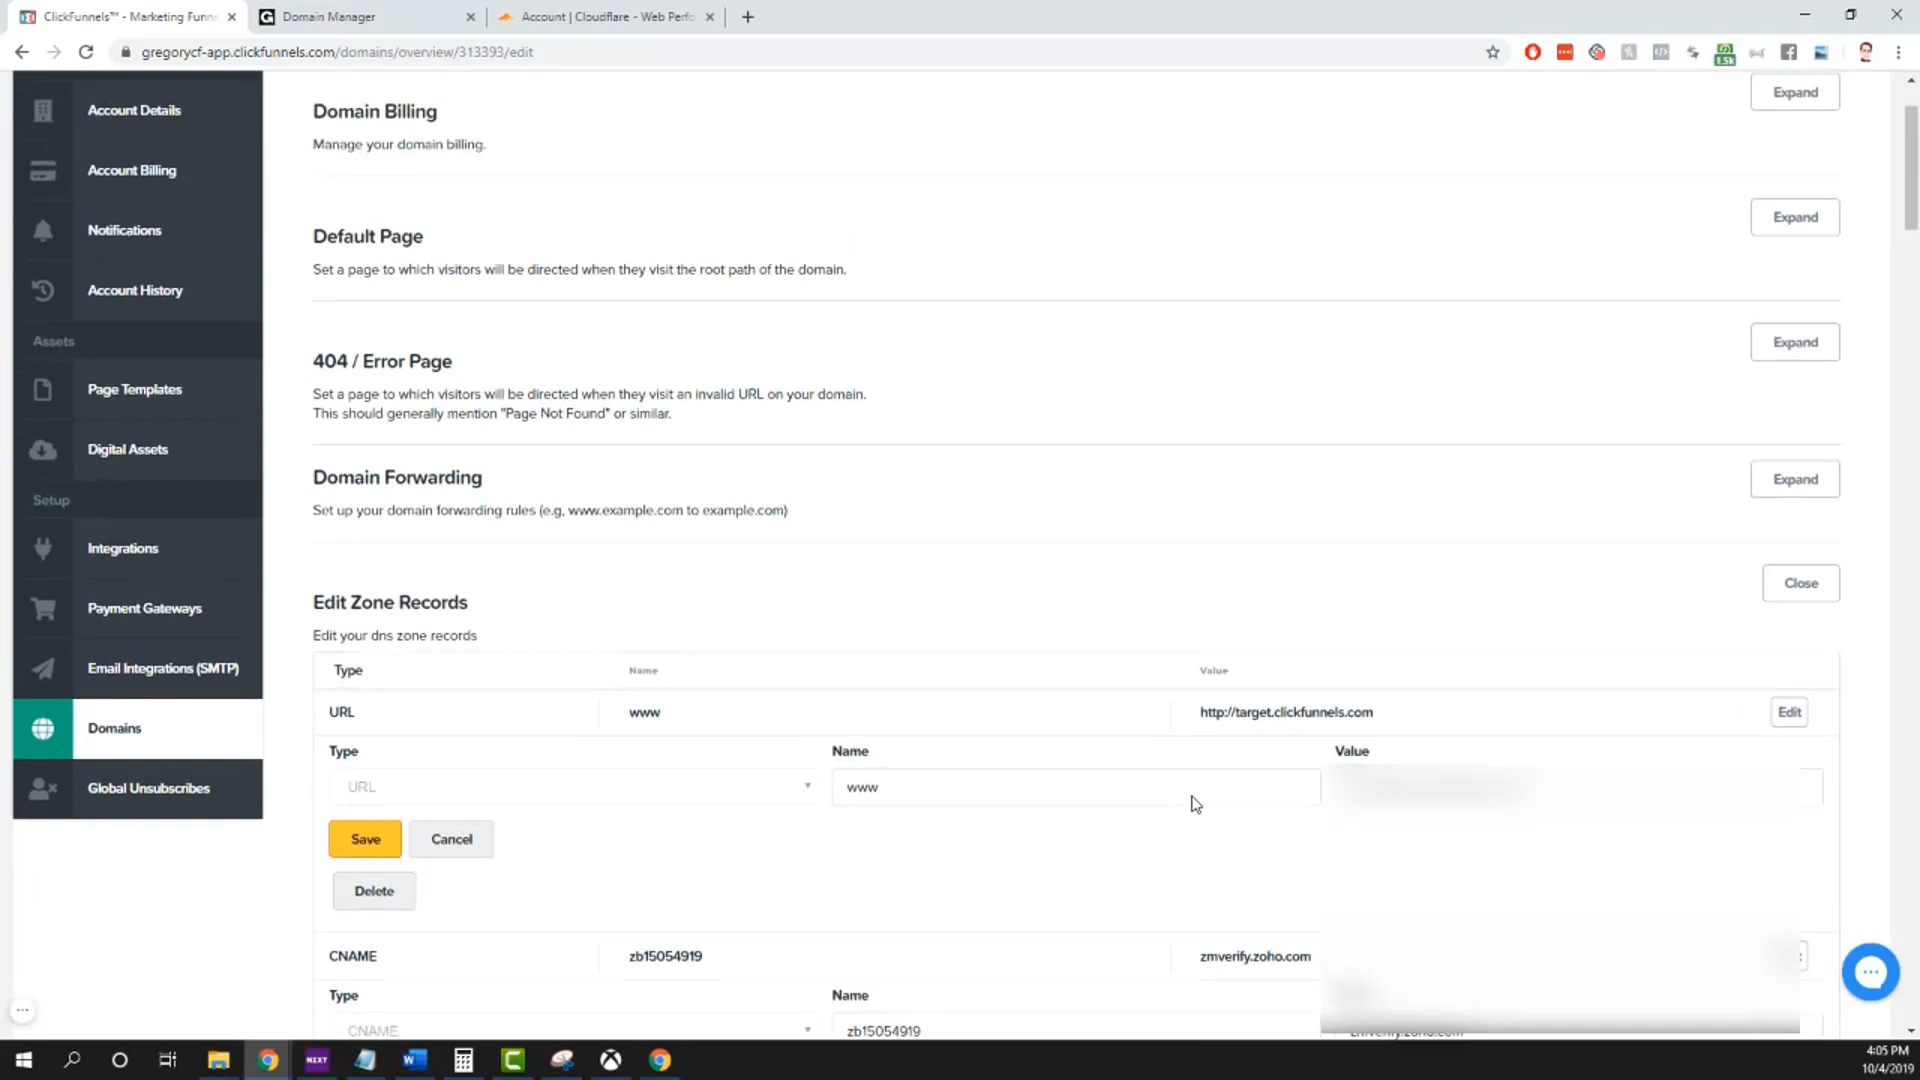 ClickFunnels™ - Marketing Funne
Domain Manager
Account | Cloudflare - Web Perfo
gregorycf-app.clickfunnels.com/domains/overview/313393/edit
1.5k
Account Details
Account Billing
Notifications
Account History
Assets
Page Templates
Digital Assets
Setup
Integrations
Payment Gateways
Email Integrations (SMTP)
Domains
Global Unsubscribes
Domain Billing
Expand
Manage your domain billing.
Default Page
Expand
Set a page to which visitors will be directed when they visit the root path of the domain.
404 / Error Page
Expand
Set a page to which visitors will be directed when they visit an invalid URL on your domain.
This should generally mention "Page Not Found" or similar.
Domain Forwarding
Expand
Set up your domain forwarding rules (e.g, www.example.com to example.com)
Edit Zone Records
Close
Edit your dns zone records
Type Name Value
URL www http://target.clickfunnels.com Edit
Type Name Value
URL www
Save Cancel
Delete
CNAME zb15054919 zmverify.zoho.com
Type Name
CNAME zb15054919
NEXT
4:05 PM
10/4/2019